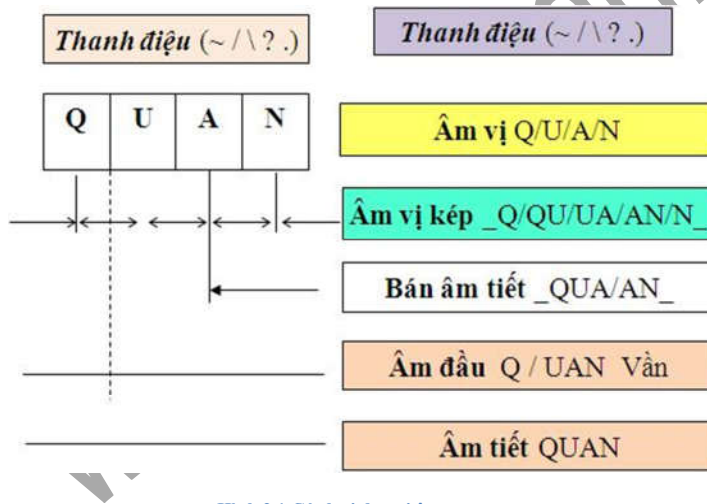 Thanh điệu (~ / \ ? .)
Thanh điệu (~ / \ ? .)
Q U A N
Âm vị Q/U/A/N
Âm vị kép _Q/QU/UA/AN/N_
Bán âm tiết _QUA/AN_
Âm đầu Q / UAN Vần
Âm tiết QUAN